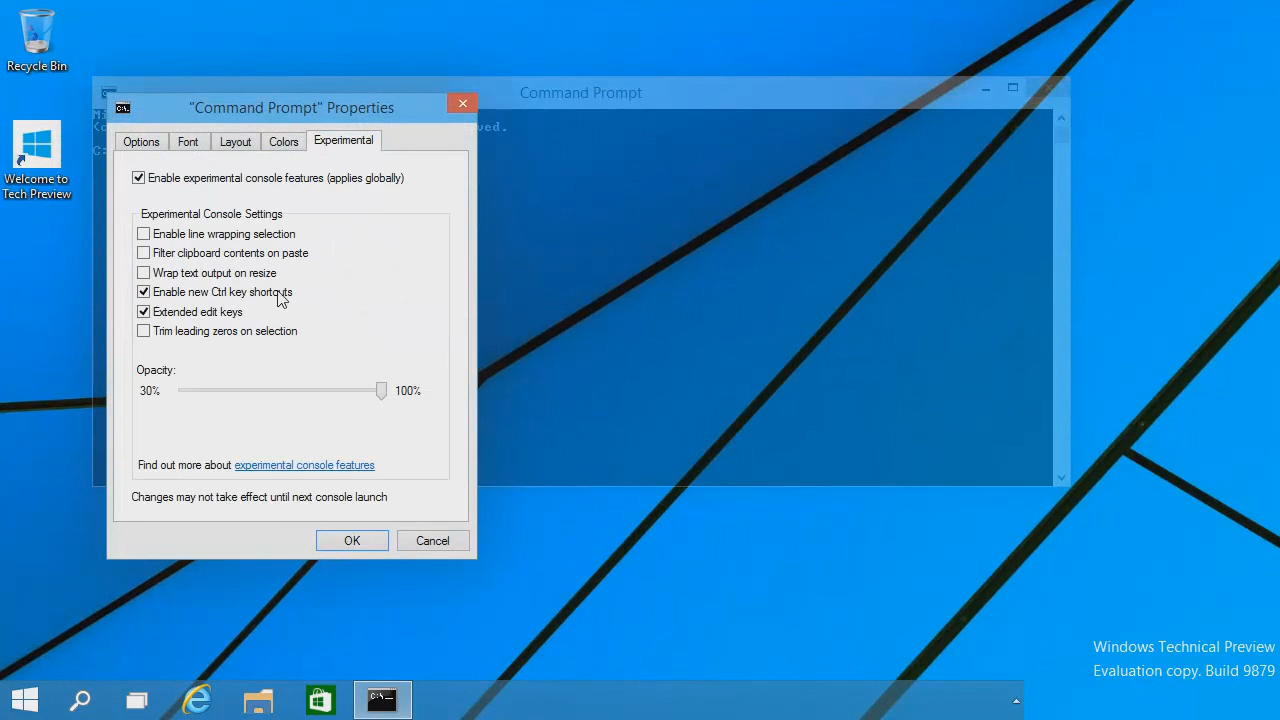 Recycle Bin
Welcome to
Tech Preview
Command Prompt
"Command Prompt" Properties
Options
Font
Layout
Colors
Experimental
Enable experimental console features (applies globally)
Experimental Console Settings
Enable line wrapping selection
Filter clipboard contents on paste
Wrap text output on resize
Enable new Ctrl key shortcuts
Extended edit keys
Trim leading zeros on selection
Opacity:
30%
100%
Find out more about experimental console features
Changes may not take effect until next console launch
OK
Cancel
Windows Technical Preview
Evaluation copy. Build 9879